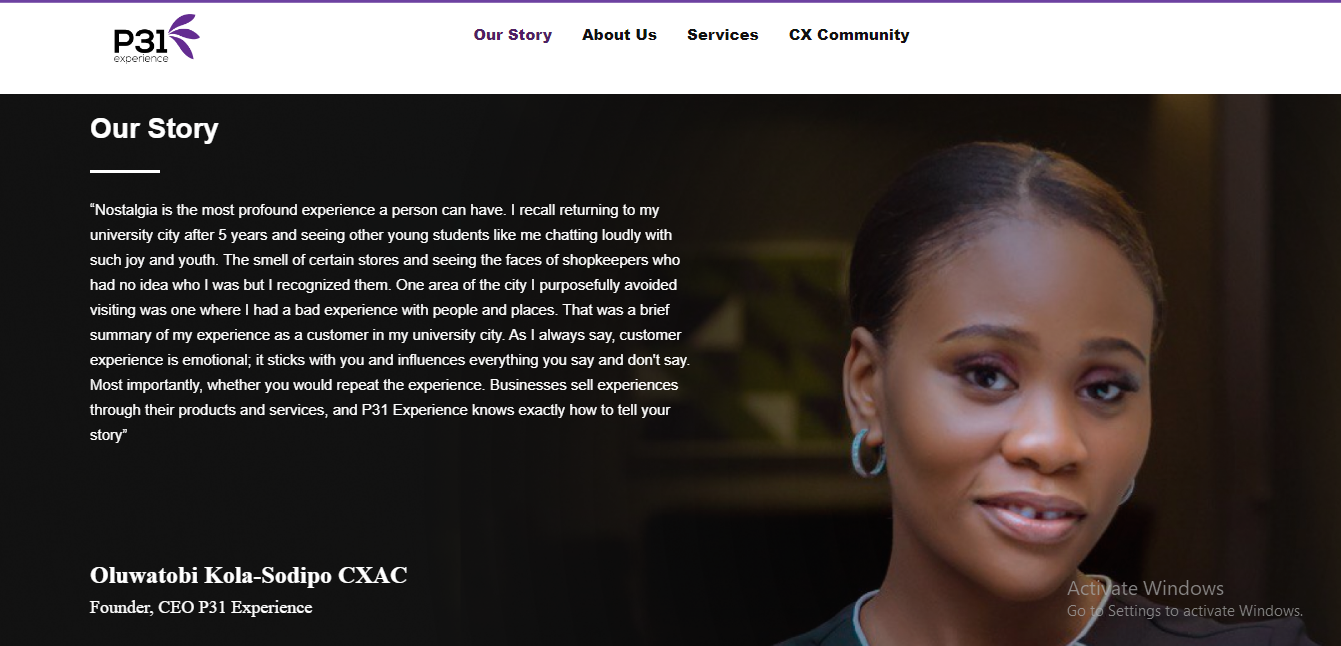 P31
experience
Our Story
About Us
Services
CX Community
Our Story
“Nostalgia is the most profound experience a person can have. I recall returning to my
university city after 5 years and seeing other young students like me chatting loudly with
such joy and youth. The smell of certain stores and seeing the faces of shopkeepers who
had no idea who I was but I recognized them. One area of the city I purposefully avoided
visiting was one where I had a bad experience with people and places. That was a brief
summary of my experience as a customer in my university city. As I always say, customer
experience is emotional; it sticks with you and influences everything you say and don't say.
Most importantly, whether you would repeat the experience. Businesses sell experiences
through their products and services, and P31 Experience knows exactly how to tell your
story”
Oluwatobi Kola-Sodipo CXAC
Founder, CEO P31 Experience
Activate Windows
Go to Settings to activate Windows.